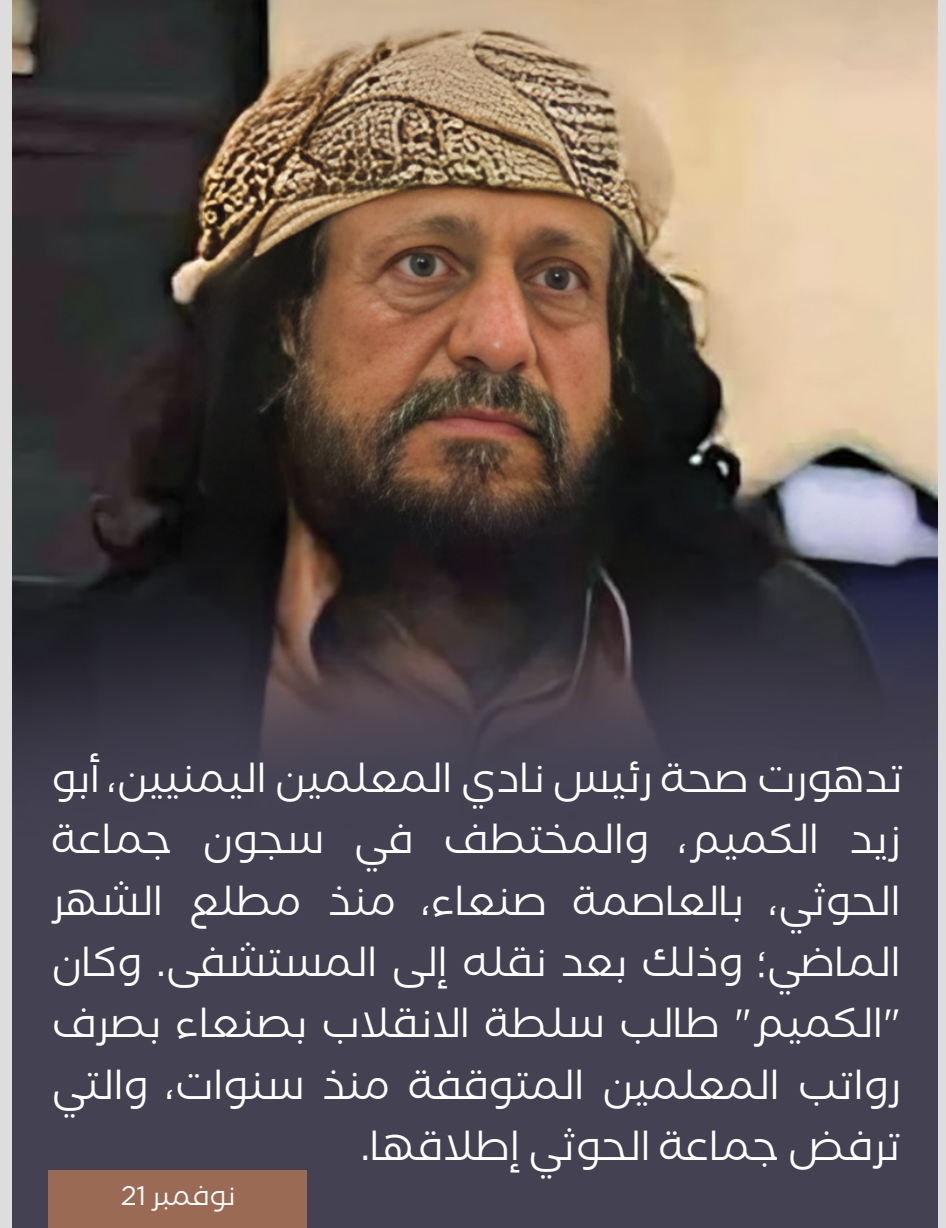 تدهورت صحة رئيس نادي المعلمين اليمنيين، أبو
زيد الكميم، والمختطف في سجون جماعة
الحوثي، بالعاصمة صنعاء، منذ مطلع الشهر
الماضي؛ وذلك بعد نقله إلى المستشفى. وكان
"الكميم" طالب سلطة الانقلاب بصنعاء بصرف
رواتب المعلمين المتوقفة منذ سنوات، والتي
ترفض جماعة الحوثي إطلاقها.
نوفمبر 21